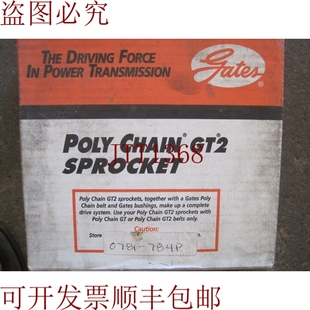 盗图必究
THE DRIVING FORCE
IN POWER TRANSMISSION
Gates
POLY CHAIN® GT®2
SPROCKET
JTT1368
Poly Chain GT2 sprockets, together with a Gates Poly
Chain belt and Gates bushings, make up a complete
drive system. Use your Poly Chain GT2 sprockets with
Poly Chain GT or Poly Chain GT2 belts only.
Caution:
Store
0781-784P
可开发票顺丰包邮